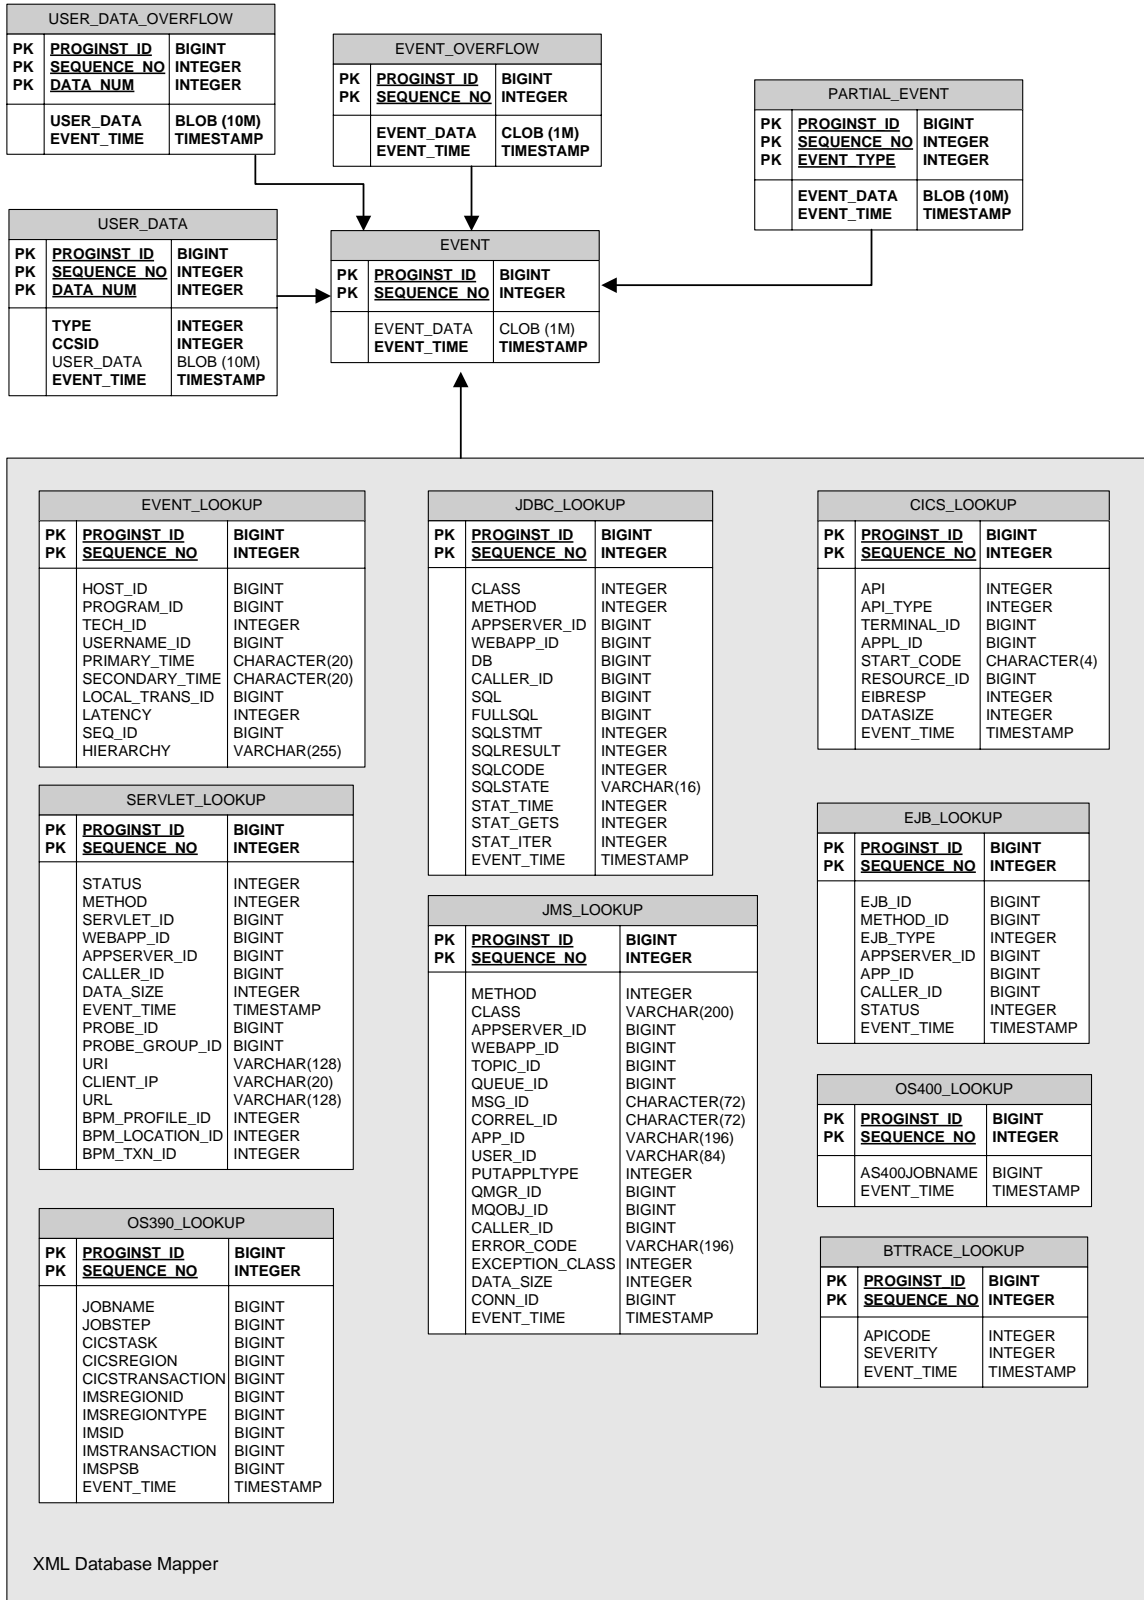 USER_DATA_OVERFLOW
PK PROGINST_ID BIGINT
PK SEQUENCE_NO INTEGER
PK DATA_NUM INTEGER
USER_DATA BLOB (10M)
EVENT_TIME TIMESTAMP
EVENT_OVERFLOW
PK PROGINST_ID BIGINT
PK SEQUENCE_NO INTEGER
EVENT_DATA CLOB (1M)
EVENT_TIME TIMESTAMP
PARTIAL_EVENT
PK PROGINST_ID BIGINT
PK SEQUENCE_NO INTEGER
PK EVENT_TYPE INTEGER
EVENT_DATA BLOB (10M)
EVENT_TIME TIMESTAMP
USER_DATA
PK PROGINST_ID BIGINT
PK SEQUENCE_NO INTEGER
PK DATA_NUM INTEGER
TYPE INTEGER
CCSID INTEGER
USER_DATA BLOB (10M)
EVENT_TIME TIMESTAMP
EVENT
PK PROGINST_ID BIGINT
PK SEQUENCE_NO INTEGER
EVENT_DATA CLOB (1M)
EVENT_TIME TIMESTAMP
EVENT_LOOKUP
PK PROGINST_ID BIGINT
PK SEQUENCE_NO INTEGER
HOST_ID BIGINT
PROGRAM_ID BIGINT
TECH_ID INTEGER
USERNAME_ID BIGINT
PRIMARY_TIME CHARACTER(20)
SECONDARY_TIME CHARACTER(20)
LOCAL_TRANS_ID BIGINT
LATENCY INTEGER
SEQ_ID BIGINT
HIERARCHY VARCHAR(255)
SERVLET_LOOKUP
PK PROGINST_ID BIGINT
PK SEQUENCE_NO INTEGER
STATUS INTEGER
METHOD INTEGER
SERVLET_ID BIGINT
WEBAPP_ID BIGINT
APPSERVER_ID BIGINT
CALLER_ID BIGINT
DATA_SIZE INTEGER
EVENT_TIME TIMESTAMP
PROBE_ID BIGINT
PROBE_GROUP_ID BIGINT
URI VARCHAR(128)
CLIENT_IP VARCHAR(20)
URL VARCHAR(128)
BPM_PROFILE_ID INTEGER
BPM_LOCATION_ID INTEGER
BPM_TXN_ID INTEGER
OS390_LOOKUP
PK PROGINST_ID BIGINT
PK SEQUENCE_NO INTEGER
JOBNAME BIGINT
JOBSTEP BIGINT
CICSTASK BIGINT
CICSREGION BIGINT
CICSTRANSACTION BIGINT
IMSREGIONID BIGINT
IMSREGIONTYPE BIGINT
IMSID BIGINT
IMSTRANSACTION BIGINT
IMSPSB BIGINT
EVENT_TIME TIMESTAMP
JDBC_LOOKUP
PK PROGINST_ID BIGINT
PK SEQUENCE_NO INTEGER
CLASS INTEGER
METHOD INTEGER
APPSERVER_ID BIGINT
WEBAPP_ID BIGINT
DB BIGINT
CALLER_ID BIGINT
SQL BIGINT
FULLSQL BIGINT
SQLSTMT INTEGER
SQLRESULT INTEGER
SQLCODE INTEGER
SQLSTATE VARCHAR(16)
STAT_TIME INTEGER
STAT_GETS INTEGER
STAT_ITER INTEGER
EVENT_TIME TIMESTAMP
JMS_LOOKUP
PK PROGINST_ID BIGINT
PK SEQUENCE_NO INTEGER
METHOD INTEGER
CLASS VARCHAR(200)
APPSERVER_ID BIGINT
WEBAPP_ID BIGINT
TOPIC_ID BIGINT
QUEUE_ID BIGINT
MSG_ID CHARACTER(72)
CORREL_ID CHARACTER(72)
APP_ID VARCHAR(196)
USER_ID VARCHAR(84)
PUTAPPLTYPE INTEGER
QMGR_ID BIGINT
MQOBJ_ID BIGINT
CALLER_ID BIGINT
ERROR_CODE VARCHAR(196)
EXCEPTION_CLASS INTEGER
DATA_SIZE INTEGER
CONN_ID BIGINT
EVENT_TIME TIMESTAMP
CICS_LOOKUP
PK PROGINST_ID BIGINT
PK SEQUENCE_NO INTEGER
API INTEGER
API_TYPE INTEGER
TERMINAL_ID BIGINT
APPL_ID BIGINT
START_CODE CHARACTER(4)
RESOURCE_ID BIGINT
EIBRESP INTEGER
DATASIZE INTEGER
EVENT_TIME TIMESTAMP
EJB_LOOKUP
PK PROGINST_ID BIGINT
PK SEQUENCE_NO INTEGER
EJB_ID BIGINT
METHOD_ID BIGINT
EJB_TYPE INTEGER
APPSERVER_ID BIGINT
APP_ID BIGINT
CALLER_ID BIGINT
STATUS INTEGER
EVENT_TIME TIMESTAMP
OS400_LOOKUP
PK PROGINST_ID BIGINT
PK SEQUENCE_NO INTEGER
AS400JOBNAME BIGINT
EVENT_TIME TIMESTAMP
BTTRACE_LOOKUP
PK PROGINST_ID BIGINT
PK SEQUENCE_NO INTEGER
APICODE INTEGER
SEVERITY INTEGER
EVENT_TIME TIMESTAMP
XML Database Mapper